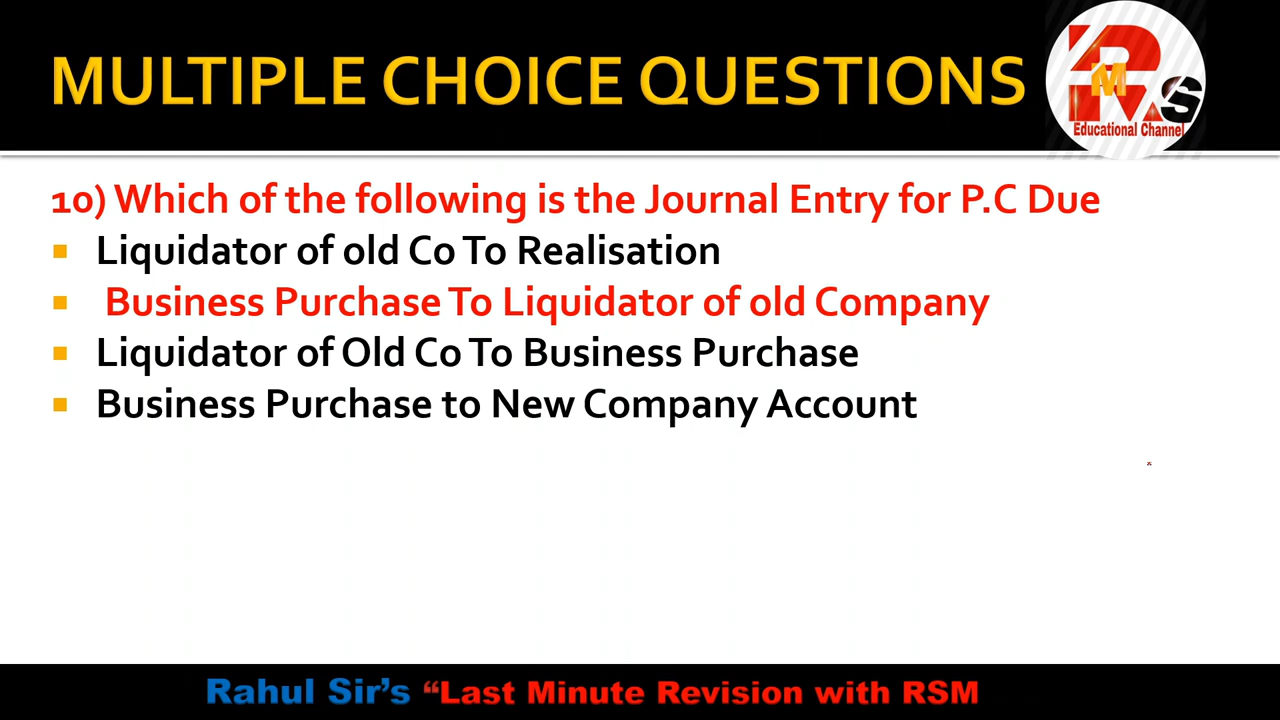 MULTIPLE CHOICE QUESTIONS
RMS
Educational Channel
10) Which of the following is the Journal Entry for P.C Due
Liquidator of old Co To Realisation
Business Purchase To Liquidator of old Company
Liquidator of Old Co To Business Purchase
Business Purchase to New Company Account
Rahul Sir's “Last Minute Revision with RSM